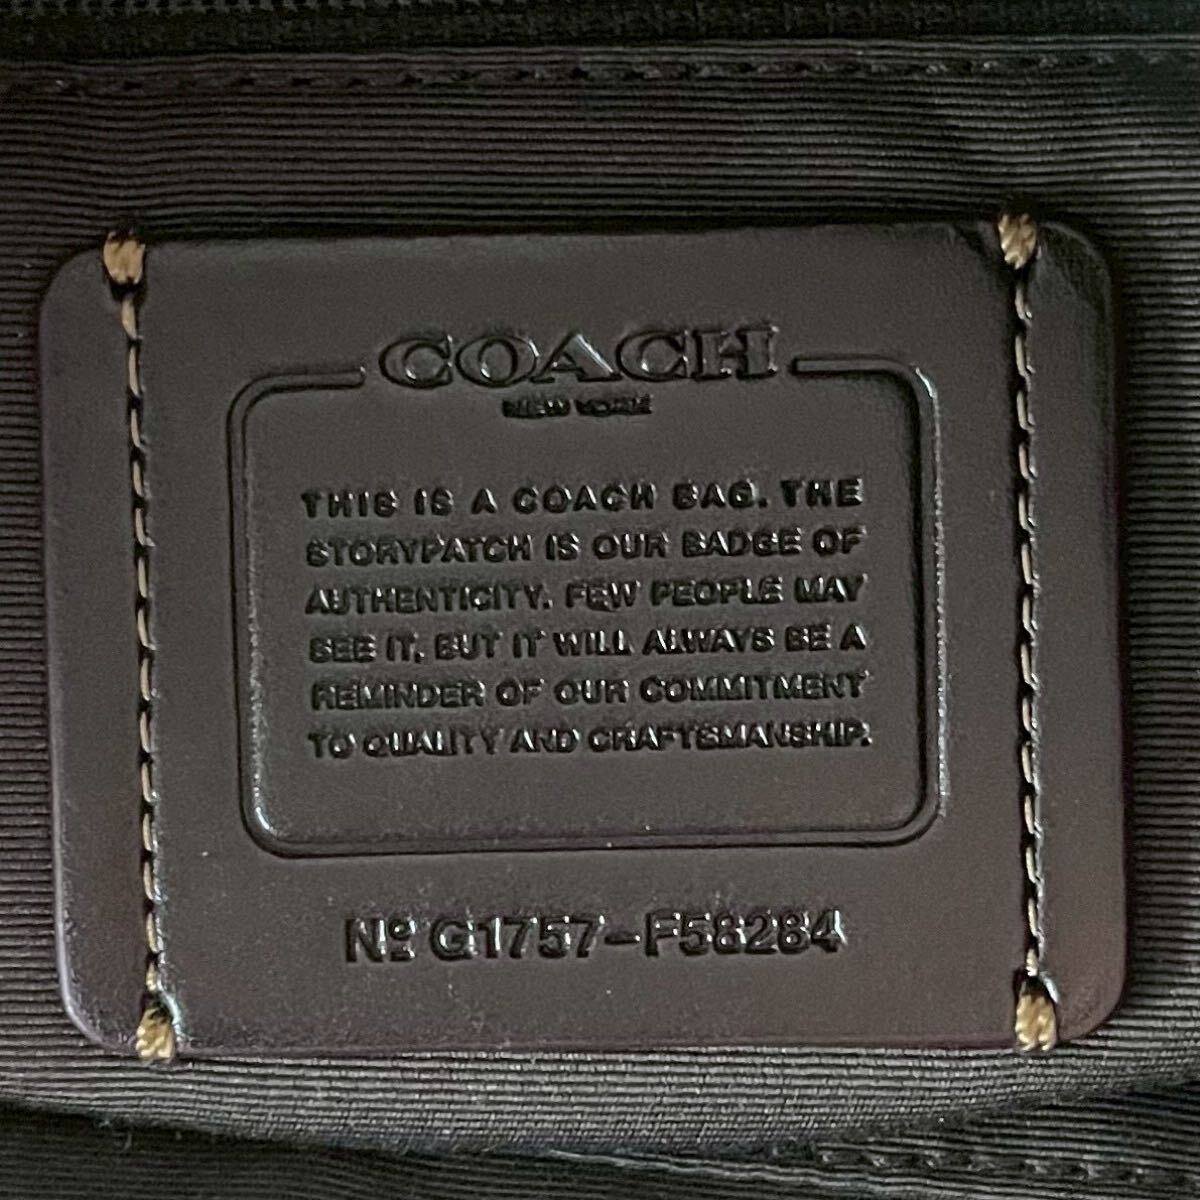 COACH
NEW YORK
THIS IS A COACH BAG. THE
STORYPATCH IS OUR BADGE OF
AUTHENTICITY. FEW PEOPLE MAY
SEE IT, BUT IT WILL ALWAYS BE A
REMINDER OF OUR COMMITMENT
TO QUALITY AND CRAFTSMANSHIP.
Nº G1757-F58284